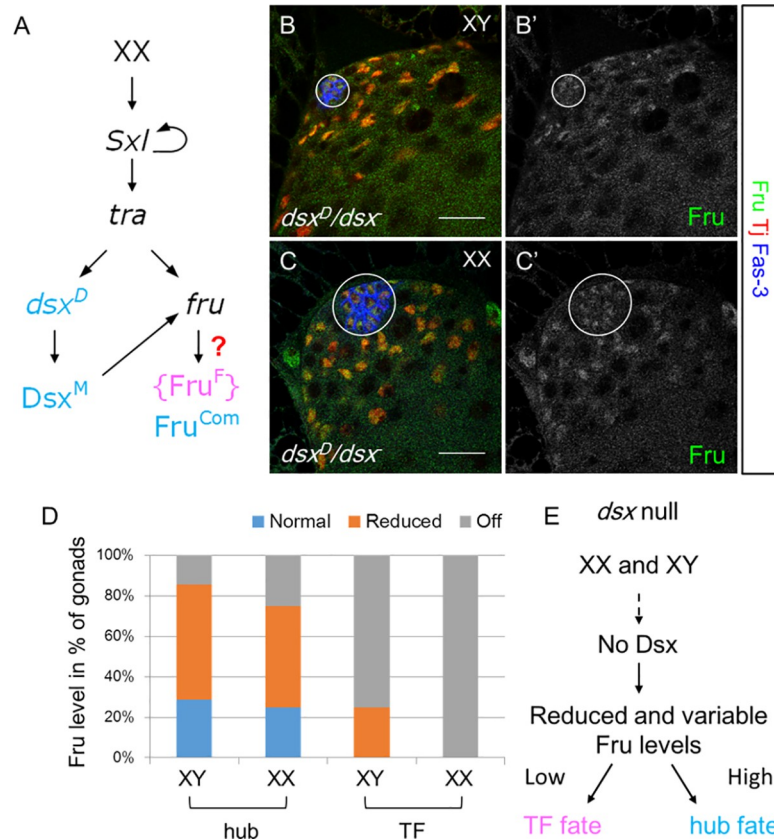 A
XX
Sxl
tra
dsxᴰ
fru
?
Dsxᴹ
{Fruꟳ}
Fruᶜᵒᵐ
B
XY
dsxᴰ/dsx
B'
Fru
C
XX
dsxᴰ/dsx
C'
Fru
Fru Tj Fas-3
D
Normal Reduced Off
Fru level in % of gonads
100%
80%
60%
40%
20%
0%
XY XX XY XX
hub TF
E
dsx null
XX and XY
No Dsx
Reduced and variable
Fru levels
Low High
TF fate hub fate